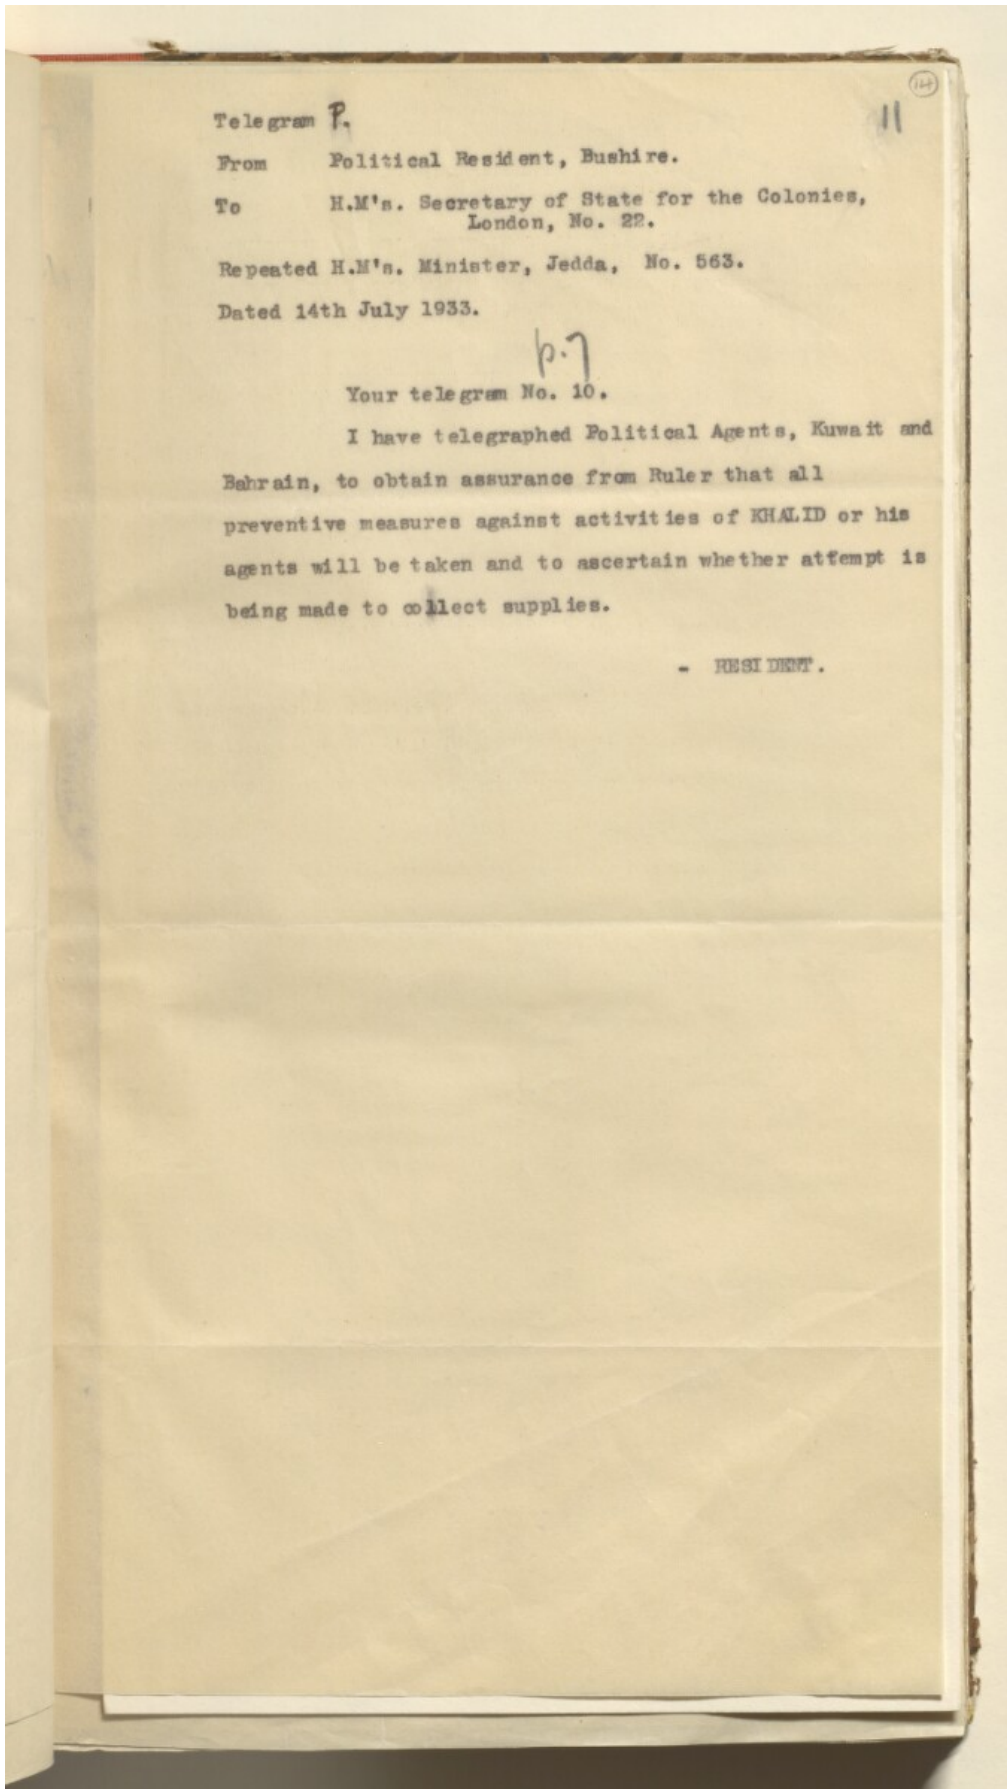 11
Telegram P.
From Political Resident, Bushire.
To H.M's. Secretary of State for the Colonies,
London, No. 22.
Repeated H.M's. Minister, Jedda, No. 563.
Dated 14th July 1933.
p.7
Your telegram No. 10.
I have telegraphed Political Agents, Kuwait and
Bahrain, to obtain assurance from Ruler that all
preventive measures against activities of KHALID or his
agents will be taken and to ascertain whether attempt is
being made to collect supplies.
- RESIDENT.